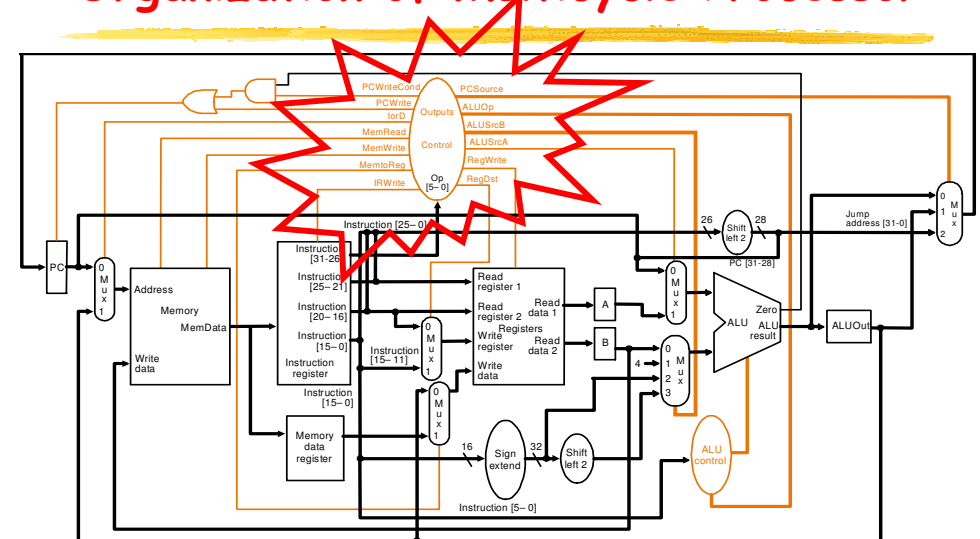 Organization of Multicycle Processor
PCWriteCond
PCSource
PCWrite
Outputs
ALUOp
IorD
ALUSrcB
MemRead
Control
ALUSrcA
MemWrite
RegWrite
MemtoReg
Op
[5–0]
RegDst
IRWrite
Instruction [25–0]
26
28
Shift
left 2
Jump
address [31-0]
PC [31-28]
0
1
2
M
u
x
PC
0
M
u
x
1
Address
Memory
MemData
Write
data
Instruction
[31-26]
Instruction
[25–21]
Instruction
[20–16]
Instruction
[15–0]
Instruction
register
Instruction
[15–0]
Instruction
[15–11]
0
M
u
x
1
0
M
u
x
1
Memory
data
register
Read
register 1
Read
register 2
Registers
Write
register
Write
data
Read
data 1
Read
data 2
A
B
0
M
u
x
1
4
0
1
2
3
M
u
x
Zero
ALU
ALU
result
ALUOut
16
Sign
extend
32
Shift
left 2
ALU
control
Instruction [5–0]